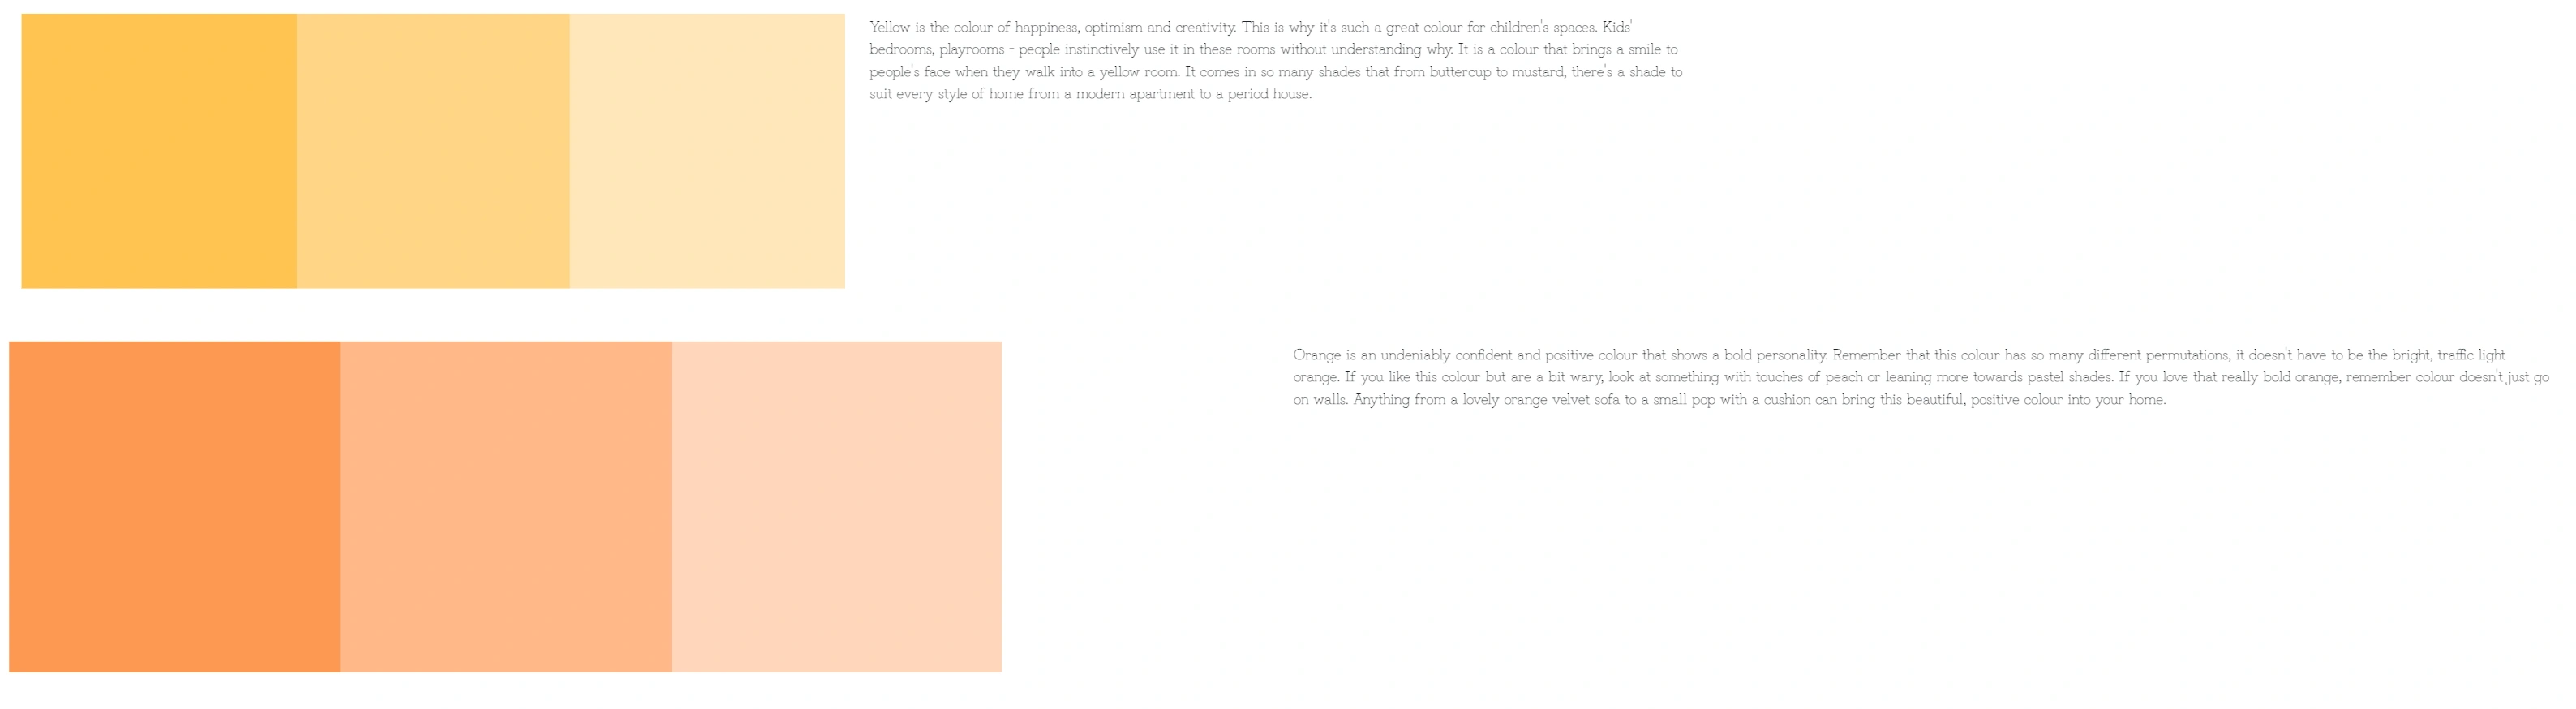 Yellow is the colour of happiness, optimism and creativity. This is why it's such a great colour for children's spaces. Kids'
bedrooms, playrooms - people instinctively use it in these rooms without understanding why. It is a colour that brings a smile to
people's face when they walk into a yellow room. It comes in so many shades that from buttercup to mustard, there's a shade to
suit every style of home from a modern apartment to a period house.
Orange is an undeniably confident and positive colour that shows a bold personality. Remember that this colour has so many different permutations, it doesn't have to be the bright, traffic light
orange. If you like this colour but are a bit wary, look at something with touches of peach or leaning more towards pastel shades. If you love that really bold orange, remember colour doesn't just go
on walls. Anything from a lovely orange velvet sofa to a small pop with a cushion can bring this beautiful, positive colour into your home.